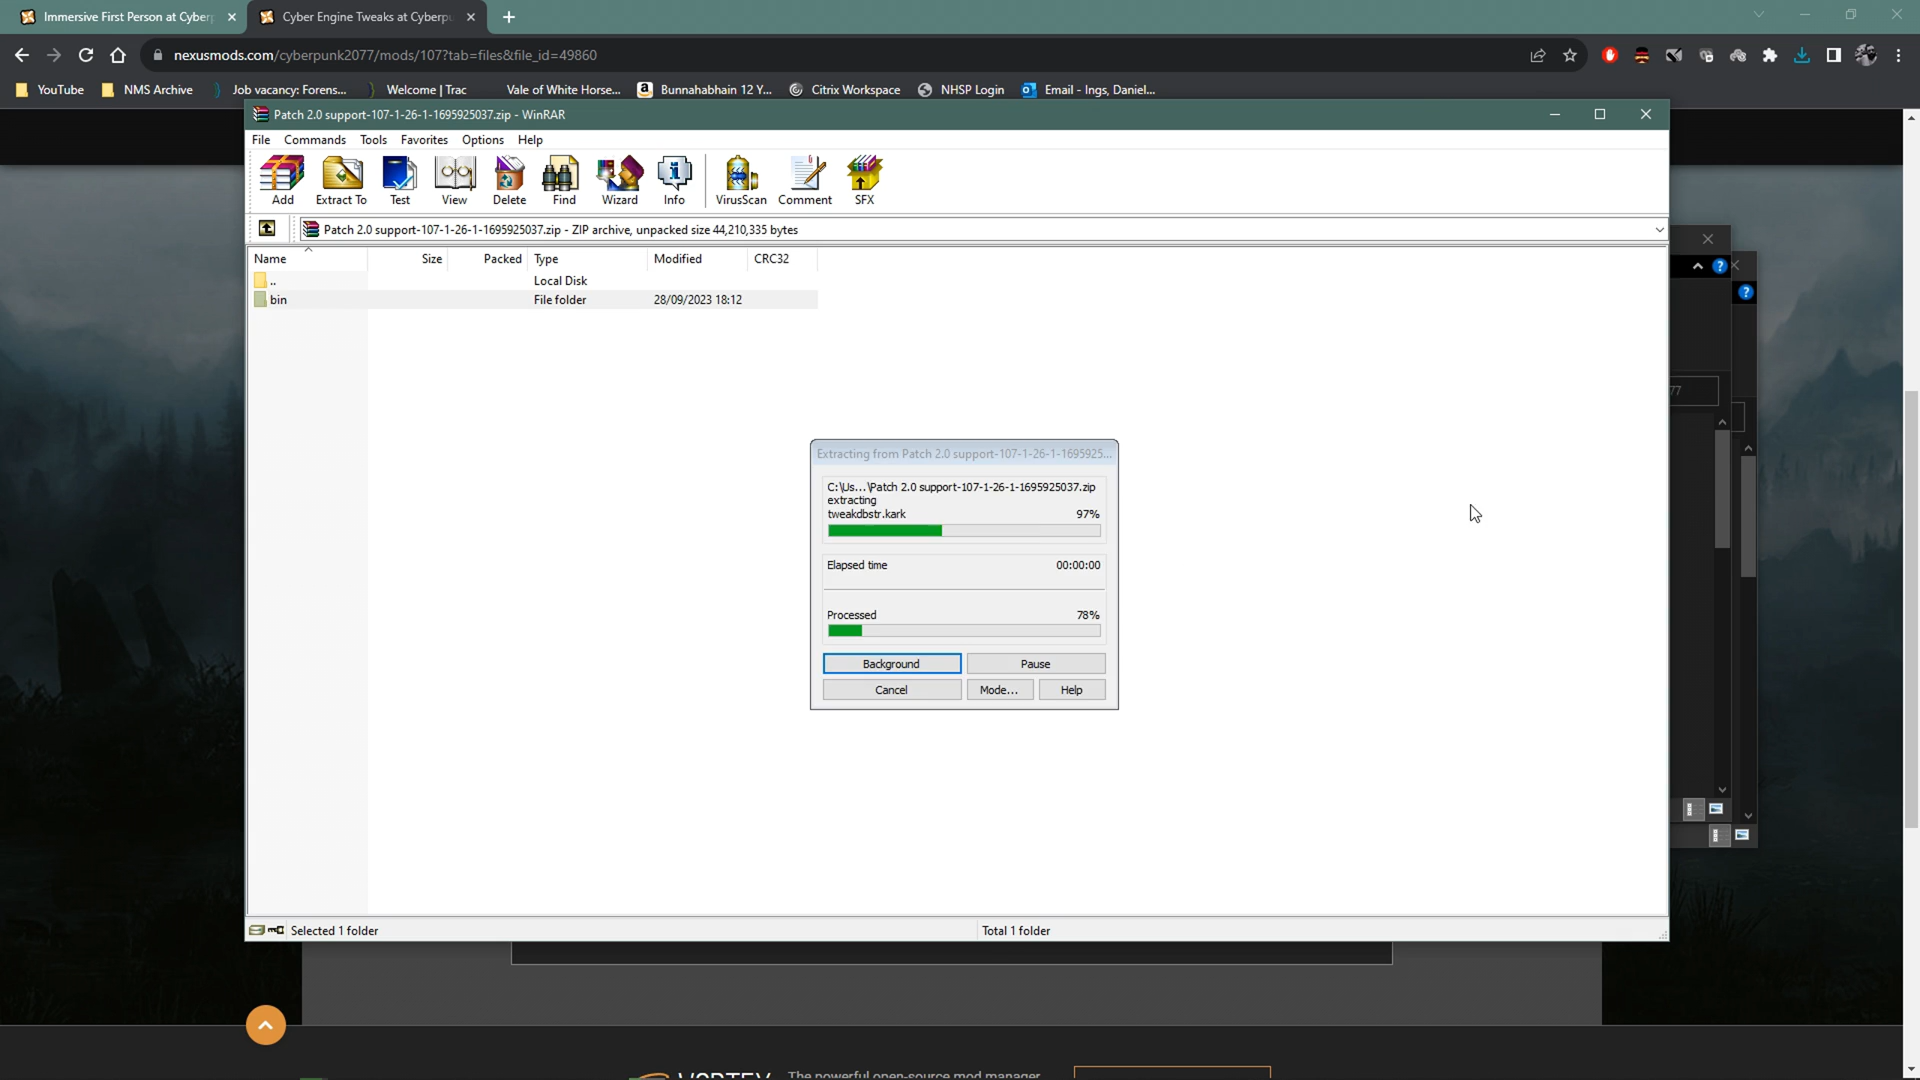 Immersive First Person at Cyberp
Cyber Engine Tweaks at Cyberpu
nexusmods.com/cyberpunk2077/mods/107?tab=files&file_id=49860
YouTube
NMS Archive
Job vacancy: Forens...
Welcome | Trac
Vale of White Horse...
Bunnahabhain 12 Y...
Citrix Workspace
NHSP Login
Email - Ings, Daniel...
Patch 2.0 support-107-1-26-1-1695925037.zip - WinRAR
File Commands Tools Favorites Options Help
Add Extract To Test View Delete Find Wizard Info VirusScan Comment SFX
Patch 2.0 support-107-1-26-1-1695925037.zip - ZIP archive, unpacked size 44,210,335 bytes
Name Size Packed Type Modified CRC32
.. Local Disk
bin File folder 28/09/2023 18:12
77
Extracting from Patch 2.0 support-107-1-26-1-1695925...
C:\Us...\Patch 2.0 support-107-1-26-1-1695925037.zip
extracting
tweakdbstr.kark 97%
Elapsed time 00:00:00
Processed 78%
Background Pause
Cancel Mode... Help
Selected 1 folder Total 1 folder
VORTEX The powerful open-source mod manager